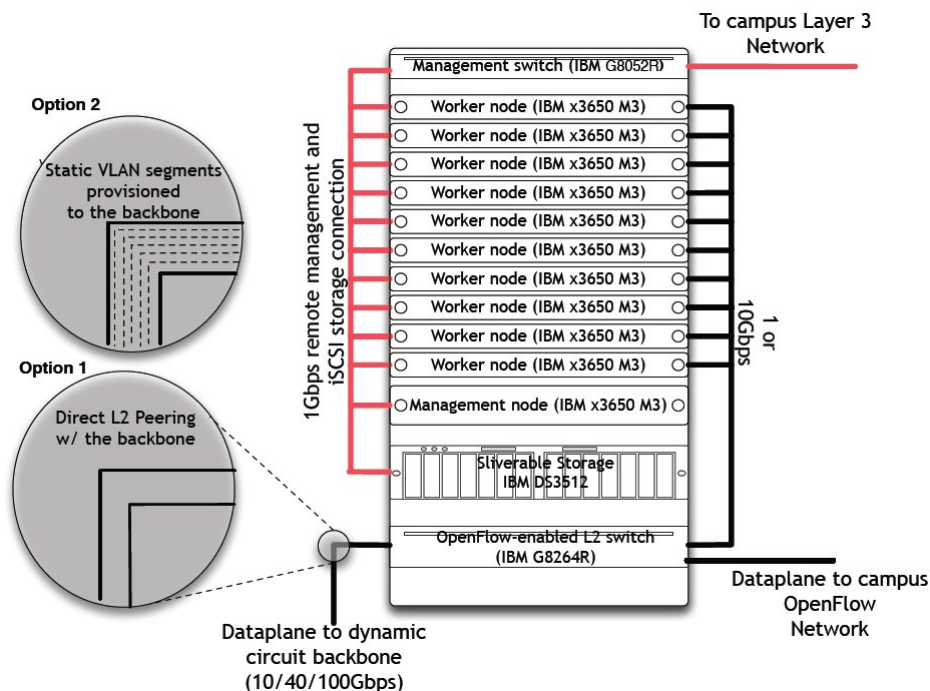 To campus Layer 3
Network
Management switch (IBM G8052R)
Option 2
Static VLAN segments
provisioned
to the backbone
1Gbps remote management and
iSCSI storage connection
Worker node (IBM x3650 M3)
Worker node (IBM x3650 M3)
Worker node (IBM x3650 M3)
Worker node (IBM x3650 M3)
Worker node (IBM x3650 M3)
Worker node (IBM x3650 M3)
Worker node (IBM x3650 M3)
Worker node (IBM x3650 M3)
Worker node (IBM x3650 M3)
Worker node (IBM x3650 M3)
1 or
10Gbps
Option 1
Direct L2 Peering
w/ the backbone
Management node (IBM x3650 M3)
Sliverable Storage
IBM DS3512
OpenFlow-enabled L2 switch
(IBM G8264R)
Dataplane to campus
OpenFlow
Network
Dataplane to dynamic
circuit backbone
(10/40/100Gbps)